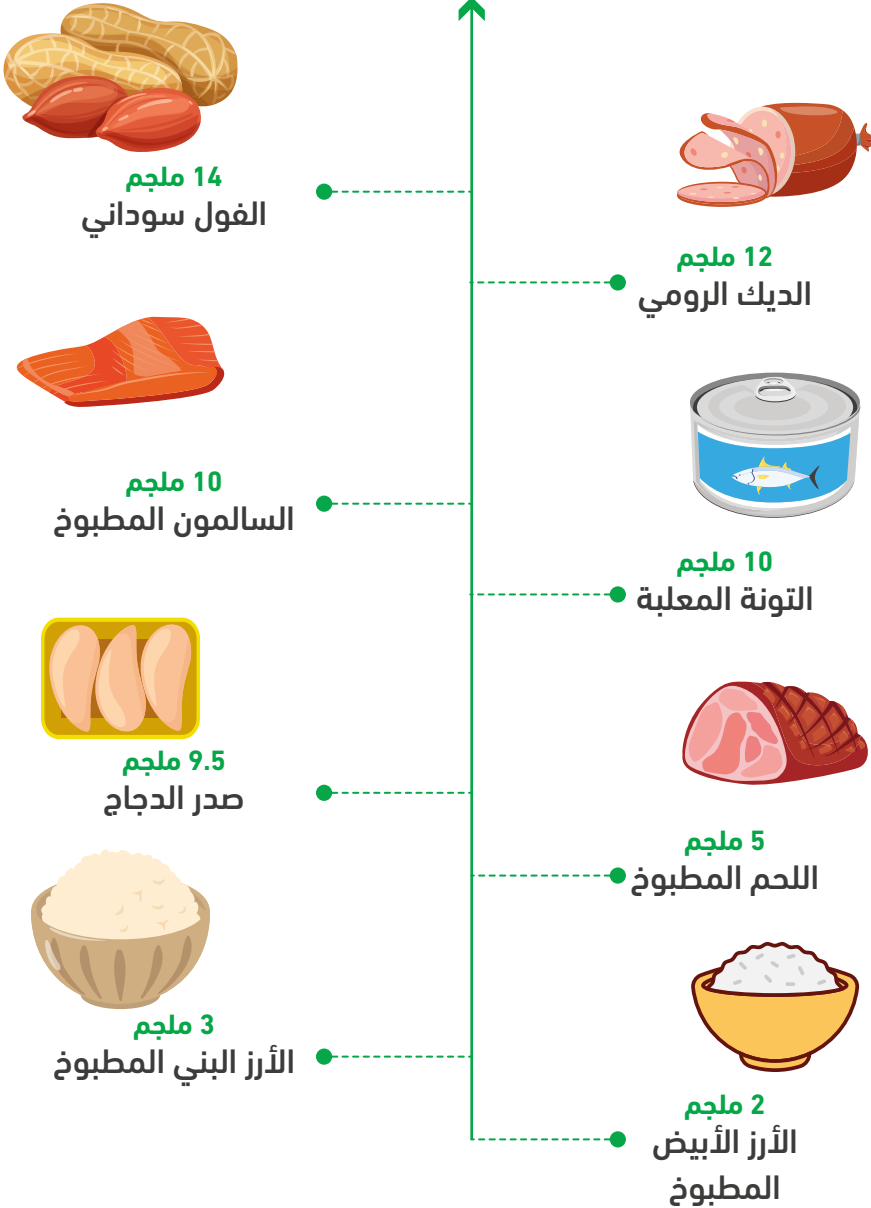 14 ملجم
الفول سوداني
12 ملجم
الديك الرومي
10 ملجم
السالمون المطبوخ
10 ملجم
التونة المعلبة
9.5 ملجم
صدر الدجاج
5 ملجم
اللحم المطبوخ
3 ملجم
الأرز البني المطبوخ
2 ملجم
الأرز الأبيض
المطبوخ